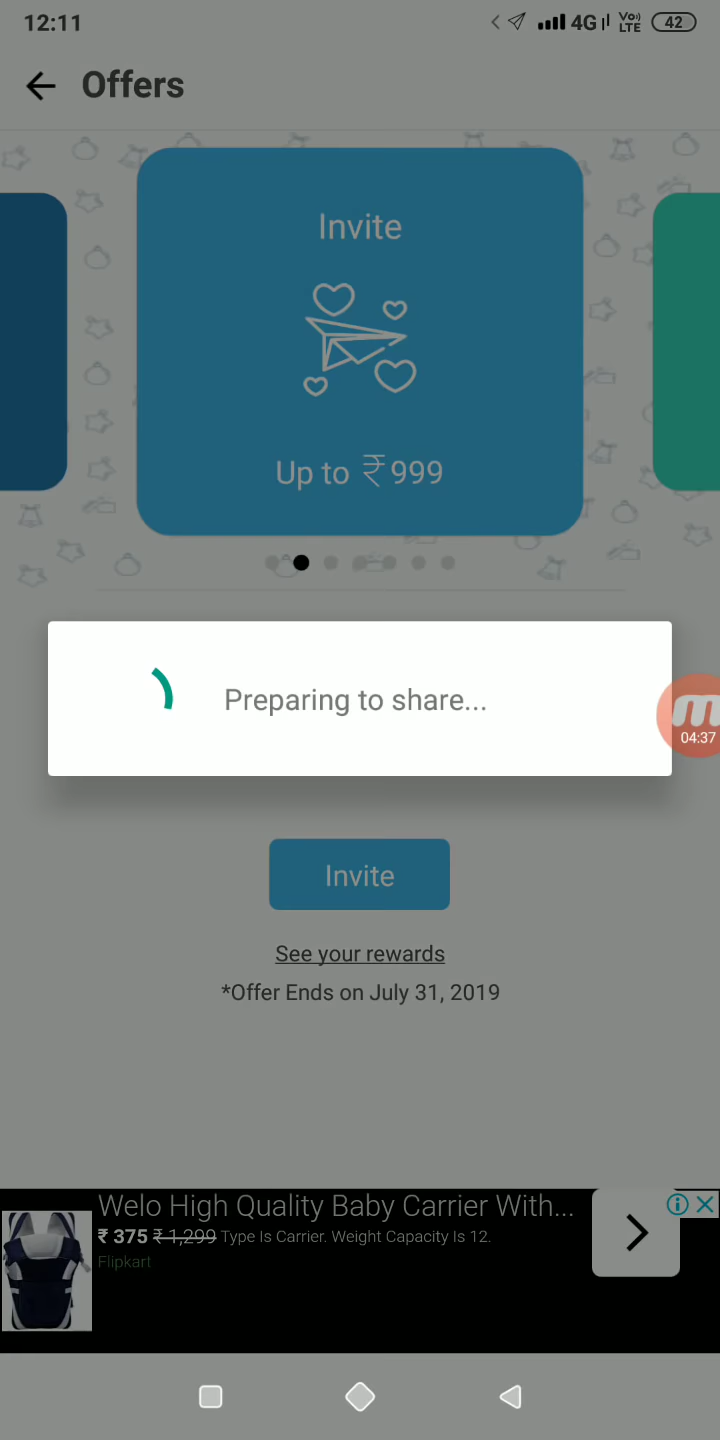 12:11
4G
Vo) LTE
42
Offers
Invite
Up to ₹999
Preparing to share...
04:37
Invite
See your rewards
*Offer Ends on July 31, 2019
Welo High Quality Baby Carrier With...
₹ 375 ₹ 1,299 Type Is Carrier. Weight Capacity Is 12.
Flipkart